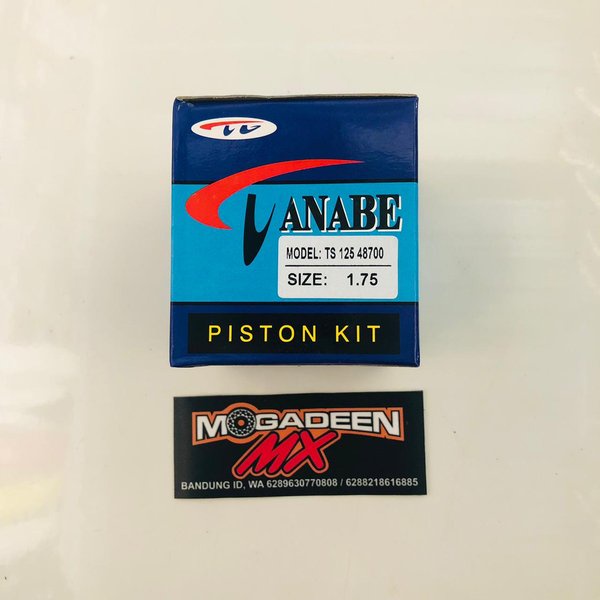 TANABE
MODEL: TS 125 48700
SIZE: 1.75
PISTON KIT
MOGADEEN
MX
BANDUNG ID, WA 6289630770808 / 6288218616885